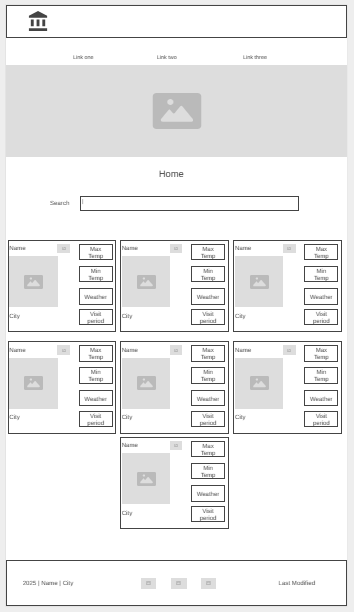 Link one Link two Link three
Home
Search
Name Max Temp Name Max Temp Name Max Temp
Min Temp Min Temp Min Temp
Weather Weather Weather
City Visit period City Visit period City Visit period
Name Max Temp Name Max Temp Name Max Temp
Min Temp Min Temp Min Temp
Weather Weather Weather
City Visit period City Visit period City Visit period
Name Max Temp
Min Temp
Weather
City Visit period
2025 | Name | City Last Modified